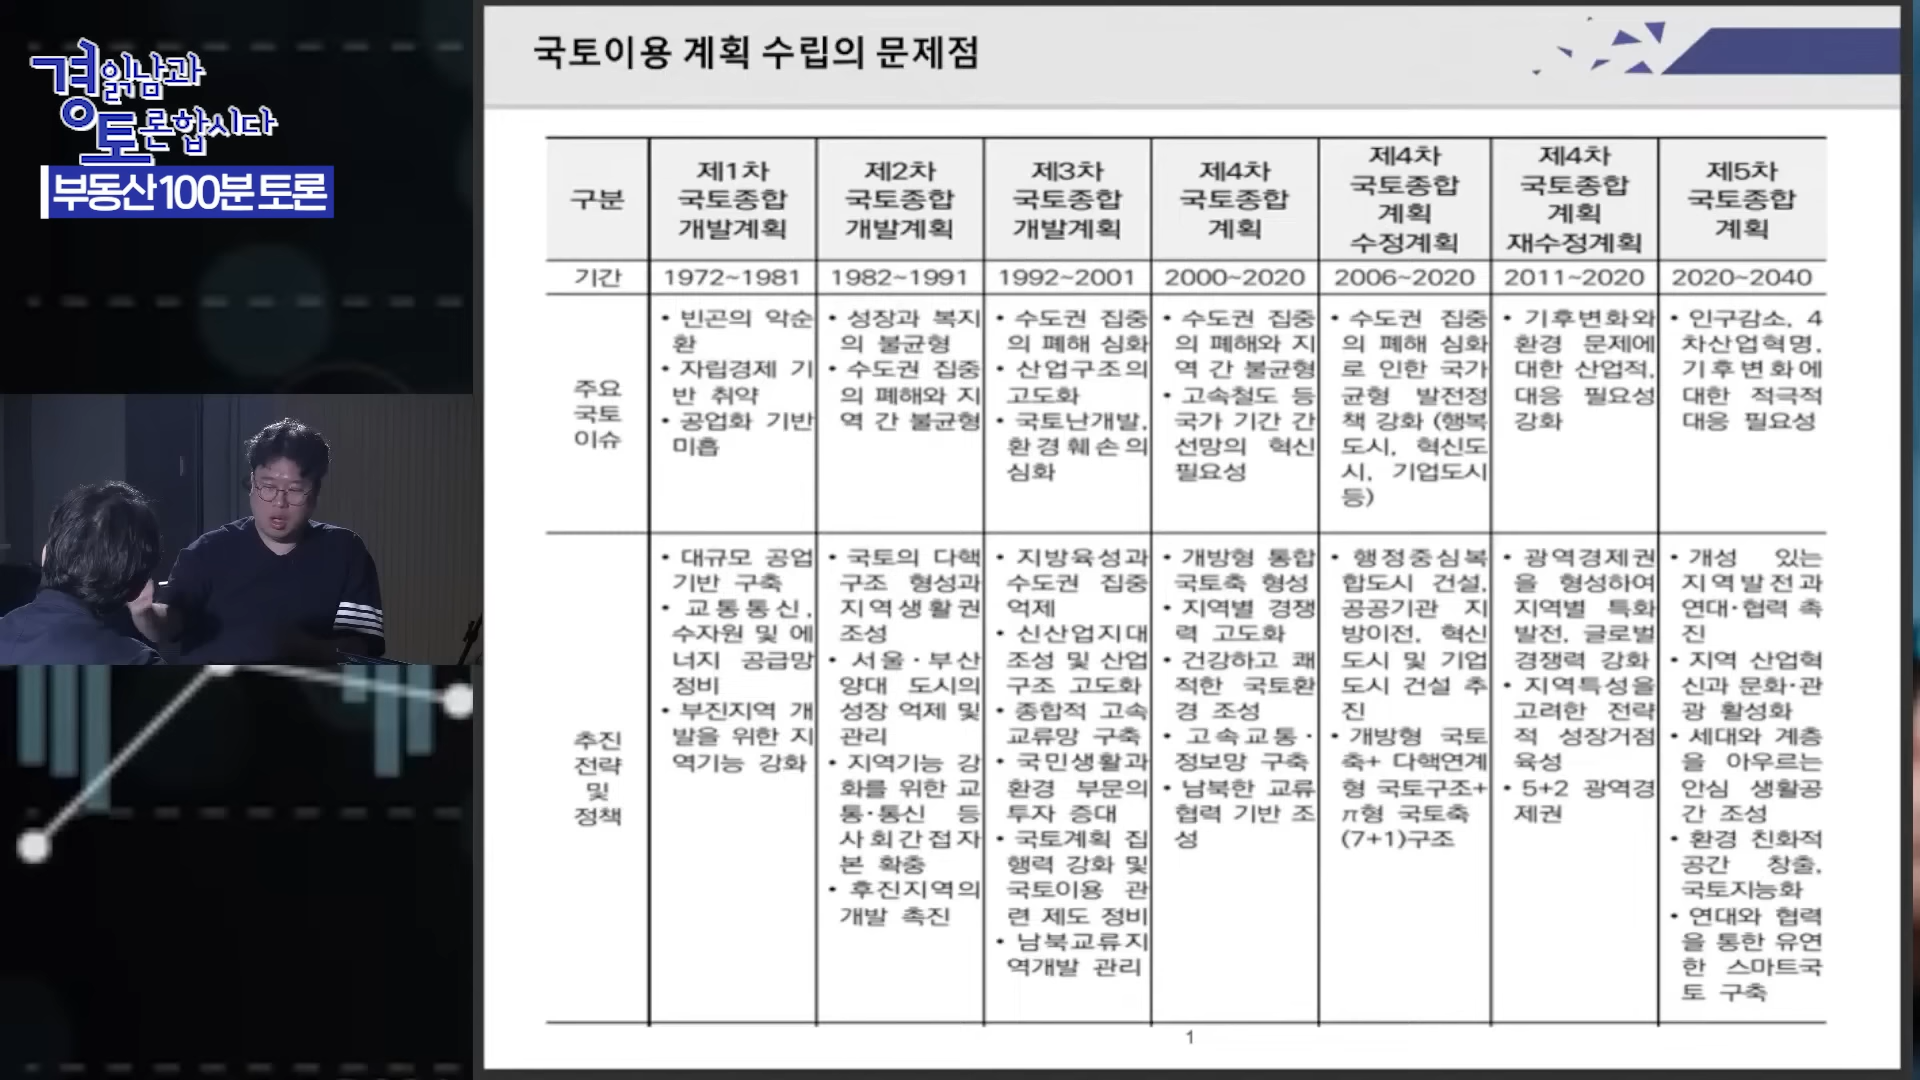 경읽남과
토론합시다
부동산100분 토론
국토이용 계획 수립의 문제점
구분
제1차
국토종합
개발계획
제2차
국토종합
개발계획
제3차
국토종합
개발계획
제4차
국토종합
계획
제4차
국토종합
계획
수정계획
제4차
국토종합
계획
재수정계획
제5차
국토종합
계획
기간
1972~1981
1982~1991
1992~2001
2000~2020
2006~2020
2011~2020
2020~2040
주요
국토
이슈
• 빈곤의 악순
환
• 자립경제 기
반 취약
• 공업화 기반
미흡
• 성장과 복지
의 불균형
• 수도권 집중
의 폐해와 지
역 간 불균형
• 수도권 집중
의 폐해 심화
• 산업구조의
고도화
• 국토난개발,
환경훼손의
심화
• 수도권 집중
의 폐해와 지
역 간 불균형
• 고속철도 등
국가 기간 간
선망의 혁신
필요성
• 수도권 집중
의 폐해 심화
로 인한 국가
균형 발전정
책 강화 (행복
도시, 혁신도
시, 기업도시
등)
• 기후변화와
환경 문제에
대한 산업적,
대응 필요성
강화
• 인구감소, 4
차산업혁명,
기후변화에
대한 적극적
대응 필요성
추진
전략
및
정책
• 대규모 공업
기반 구축
• 교통통신,
수자원 및 에
너지 공급망
정비
• 부진지역 개
발을 위한 지
역기능 강화
• 국토의 다핵
구조 형성과
지역생활권
조성
• 서울·부산
양대 도시의
성장 억제 및
관리
• 지역기능 강
화를 위한 교
통·통신 등
사회간접자
본 확충
• 후진지역의
개발 촉진
• 지방육성과
수도권 집중
억제
• 신산업지대
조성 및 산업
구조 고도화
• 종합적 고속
교류망 구축
• 국민생활과
환경 부문의
투자 증대
• 국토계획 집
행력 강화 및
국토이용 관
련 제도 정비
• 남북교류지
역개발 관리
• 개방형 통합
국토축 형성
• 지역별 경쟁
력 고도화
• 건강하고 쾌
적한 국토환
경 조성
• 고속교통·
정보망 구축
• 남북한 교류
협력 기반 조
성
• 행정중심복
합도시 건설,
공공기관 지
방이전, 혁신
도시 및 기업
도시 건설 추
진
• 개방형 국토
축+ 다핵연계
형 국토구조+
π형 국토축
(7+1)구조
• 광역경제권
을 형성하여
지역별 특화
발전, 글로벌
경쟁력 강화
• 지역특성을
고려한 전략
적 성장거점
육성
• 5+2 광역경
제권
• 개성 있는
지역발전과
연대·협력 촉
진
• 지역 산업혁
신과 문화·관
광 활성화
• 세대와 계층
을 아우르는
안심 생활공
간 조성
• 환경 친화적
공간 창출,
국토지능화
• 연대와 협력
을 통한 유연
한 스마트국
토 구축
1